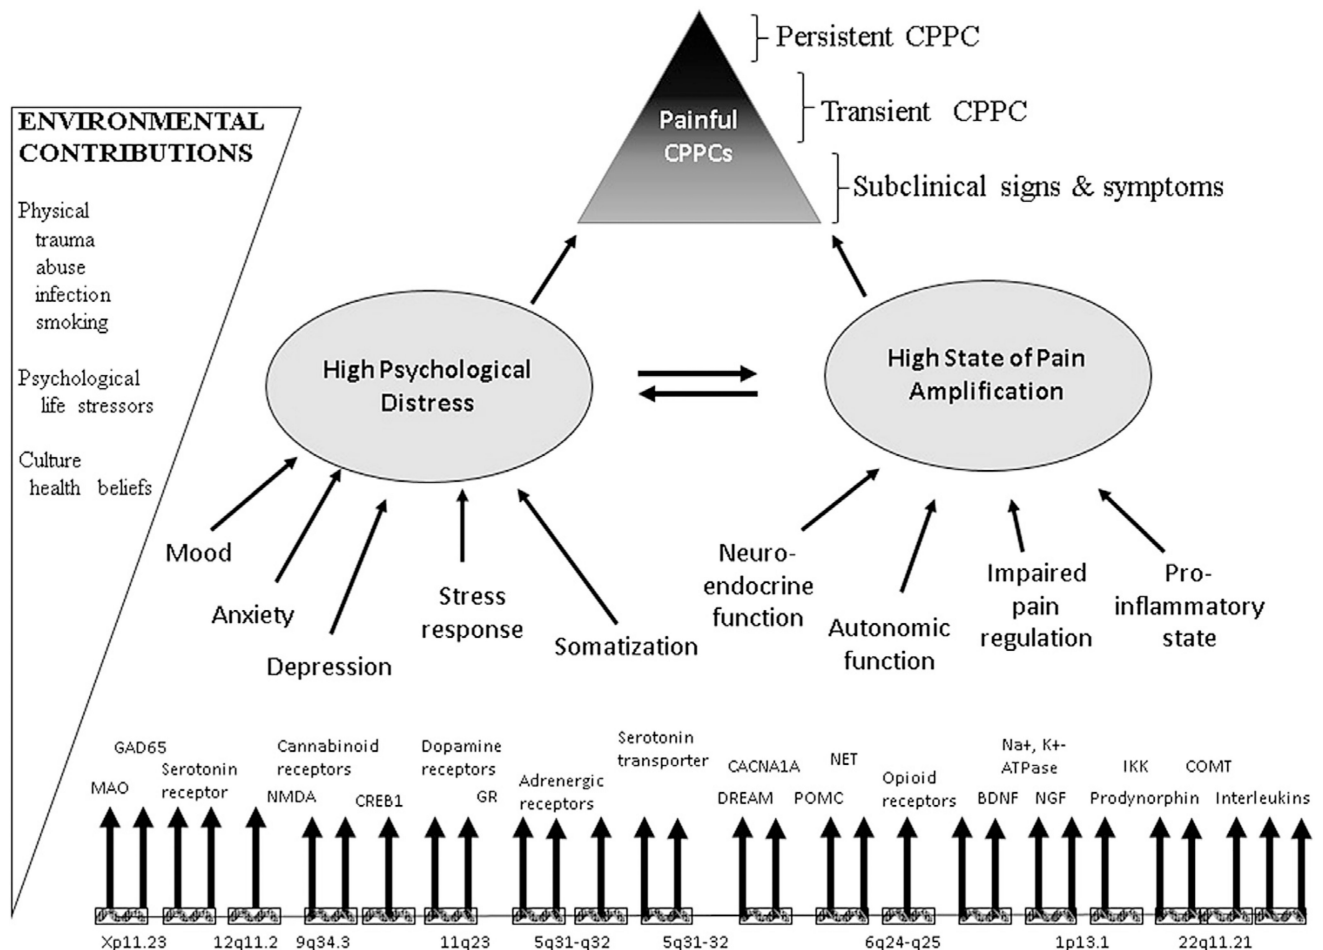 Persistent CPPC
Transient CPPC
Subclinical signs & symptoms
Painful
CPPCs
ENVIRONMENTAL
CONTRIBUTIONS
Physical
trauma
abuse
infection
smoking
Psychological
life stressors
Culture
health beliefs
High Psychological
Distress
High State of Pain
Amplification
Mood
Anxiety
Depression
Stress
response
Somatization
Neuro-
endocrine
function
Autonomic
function
Impaired
pain
regulation
Pro-
inflammatory
state
MAO
GAD65
Serotonin
receptor
NMDA
Cannabinoid
receptors
CREB1
Dopamine
receptors
GR
Adrenergic
receptors
Serotonin
transporter
DREAM
CACNA1A
POMC
NET
Opioid
receptors
BDNF
Na+, K+-
ATPase
NGF
IKK
Prodynorphin
COMT
Interleukins
Xp11.23
12q11.2
9q34.3
11q23
5q31-q32
5q31-32
6q24-q25
1p13.1
22q11.21